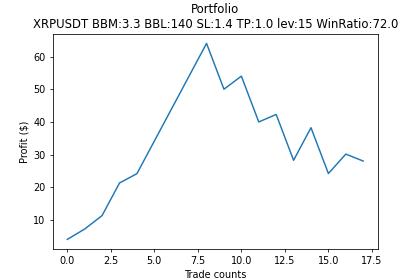 Portfolio
XRPUSDT BBM:3.3 BBL:140 SL:1.4 TP:1.0 lev:15 WinRatio:72.0
60
50
40
30
20
10
Profit ($)
0.0 2.5 5.0 7.5 10.0 12.5 15.0 17.5
Trade counts